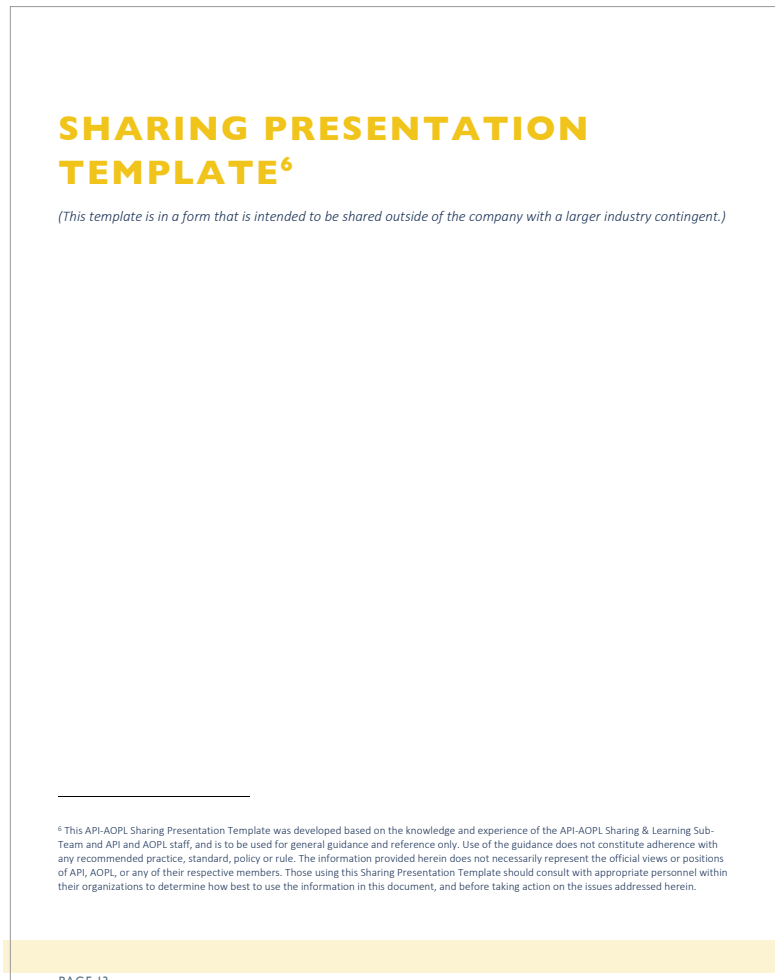 SHARING PRESENTATION
TEMPLATE⁶
(This template is in a form that is intended to be shared outside of the company with a larger industry contingent.)
⁶ This API-AOPL Sharing Presentation Template was developed based on the knowledge and experience of the API-AOPL Sharing & Learning Sub-
Team and API and AOPL staff, and is to be used for general guidance and reference only. Use of the guidance does not constitute adherence with
any recommended practice, standard, policy or rule. The information provided herein does not necessarily represent the official views or positions
of API, AOPL, or any of their respective members. Those using this Sharing Presentation Template should consult with appropriate personnel within
their organizations to determine how best to use the information in this document, and before taking action on the issues addressed herein.
PAGE 12